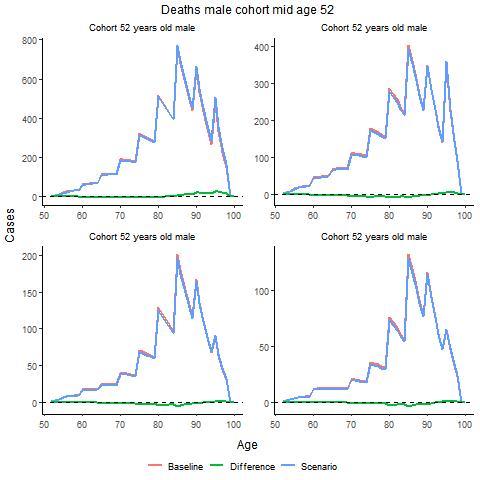 Deaths male cohort mid age 52
Cohort 52 years old male
Cohort 52 years old male
800
600
400
200
0
50 60 70 80 90 100
400
300
200
100
0
50 60 70 80 90 100
Cases
Cohort 52 years old male
Cohort 52 years old male
200
150
100
50
0
50 60 70 80 90 100
100
50
0
50 60 70 80 90 100
Age
Baseline Difference Scenario